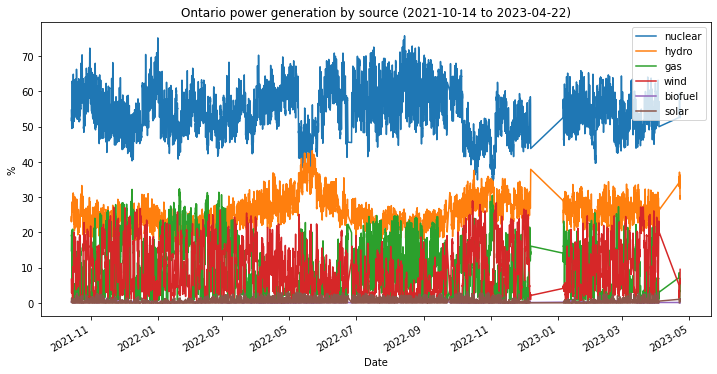 Ontario power generation by source (2021-10-14 to 2023-04-22)
nuclear
hydro
gas
wind
biofuel
solar
%
70
60
50
40
30
20
10
0
2021-11
2022-01
2022-03
2022-05
2022-07
2022-09
2022-11
2023-01
2023-03
2023-05
Date